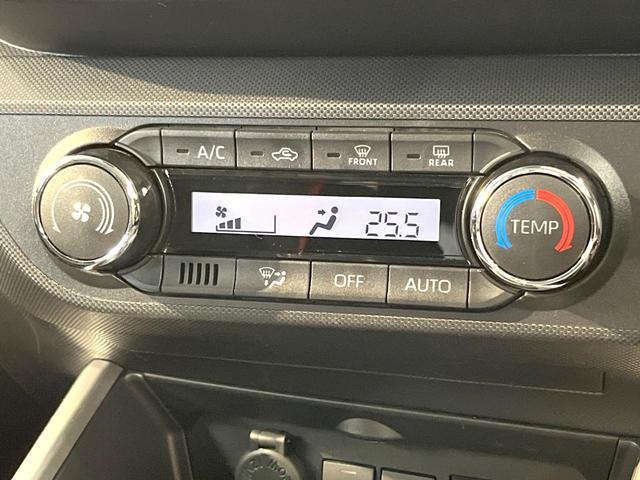 A/C
FRONT
REAR
25.5
TEMP
OFF
AUTO